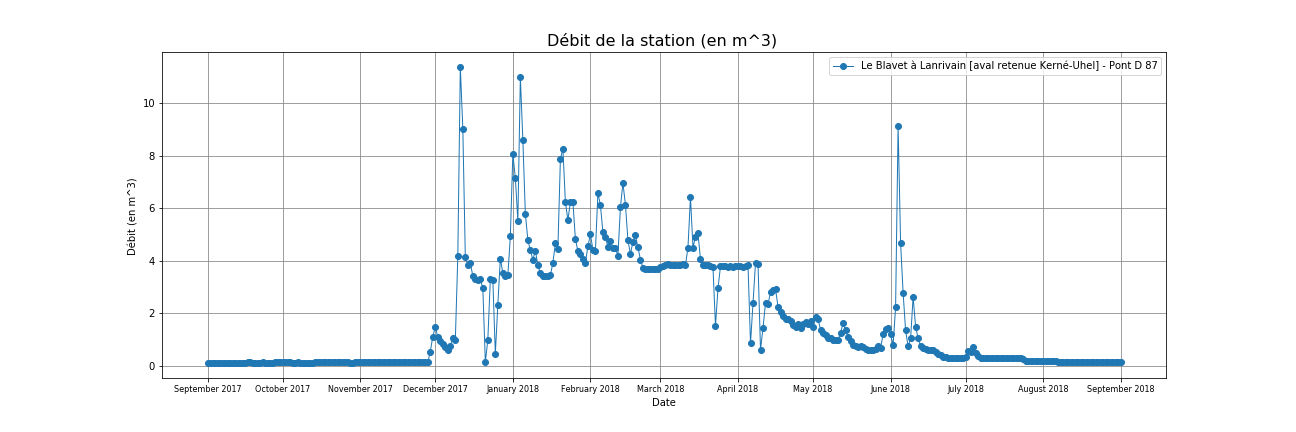 Débit de la station (en m^3)
Le Blavet à Lanrivain [aval retenue Kerné-Uhel] - Pont D 87
Débit (en m^3)
10
8
6
4
2
0
September 2017 October 2017 November 2017 December 2017 January 2018 February 2018 March 2018 April 2018 May 2018 June 2018 July 2018 August 2018 September 2018
Date